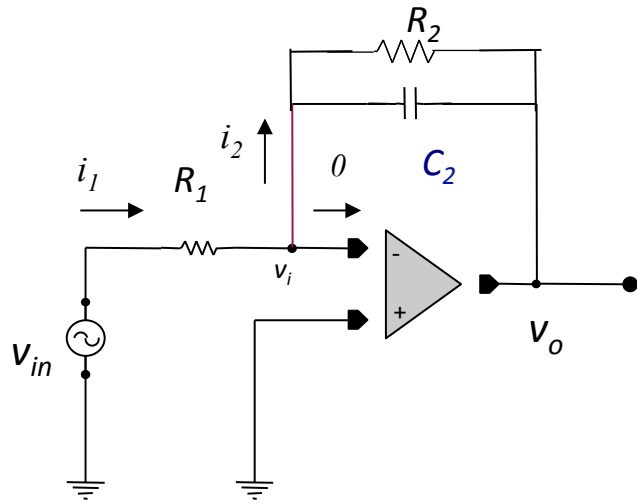 R₂
i₂
0
C₂
i₁
R₁
vᵢ
-
+
vᵢₙ
vₒ